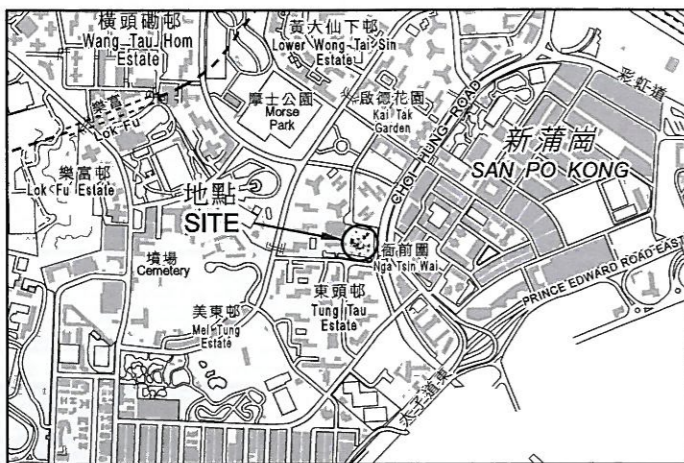 橫頭磡邨
Wang Tau Hom
Estate
黃大仙下邨
Lower Wong Tai Sin
Estate
樂富
Lok-Fu
摩士公園
Morse
Park
啟德花園
Kai Tak
Garden
CHOI HUNG ROAD
彩虹道
新蒲崗
SAN PO KONG
樂富邨
Lok Fu Estate
地點
SITE
衙前圍
Nga Tsin Wai
墳場
Cemetery
東頭邨
Tung Tau
Estate
美東邨
Mei Tung
Estate
PRINCE EDWARD ROAD EAST
太子道東